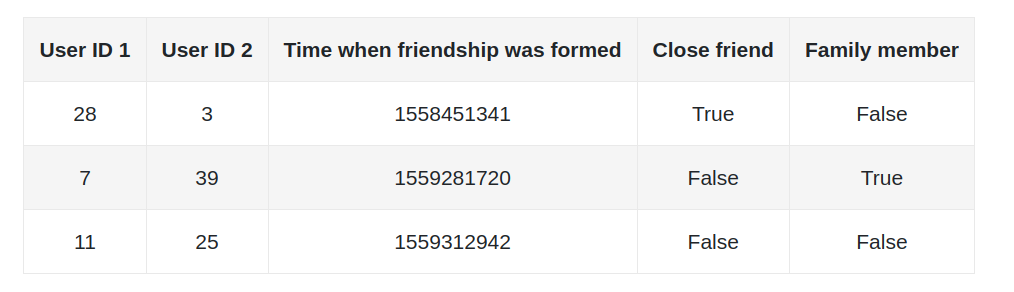 User ID 1 User ID 2 Time when friendship was formed Close friend Family member
28 3 1558451341 True False
7 39 1559281720 False True
11 25 1559312942 False False